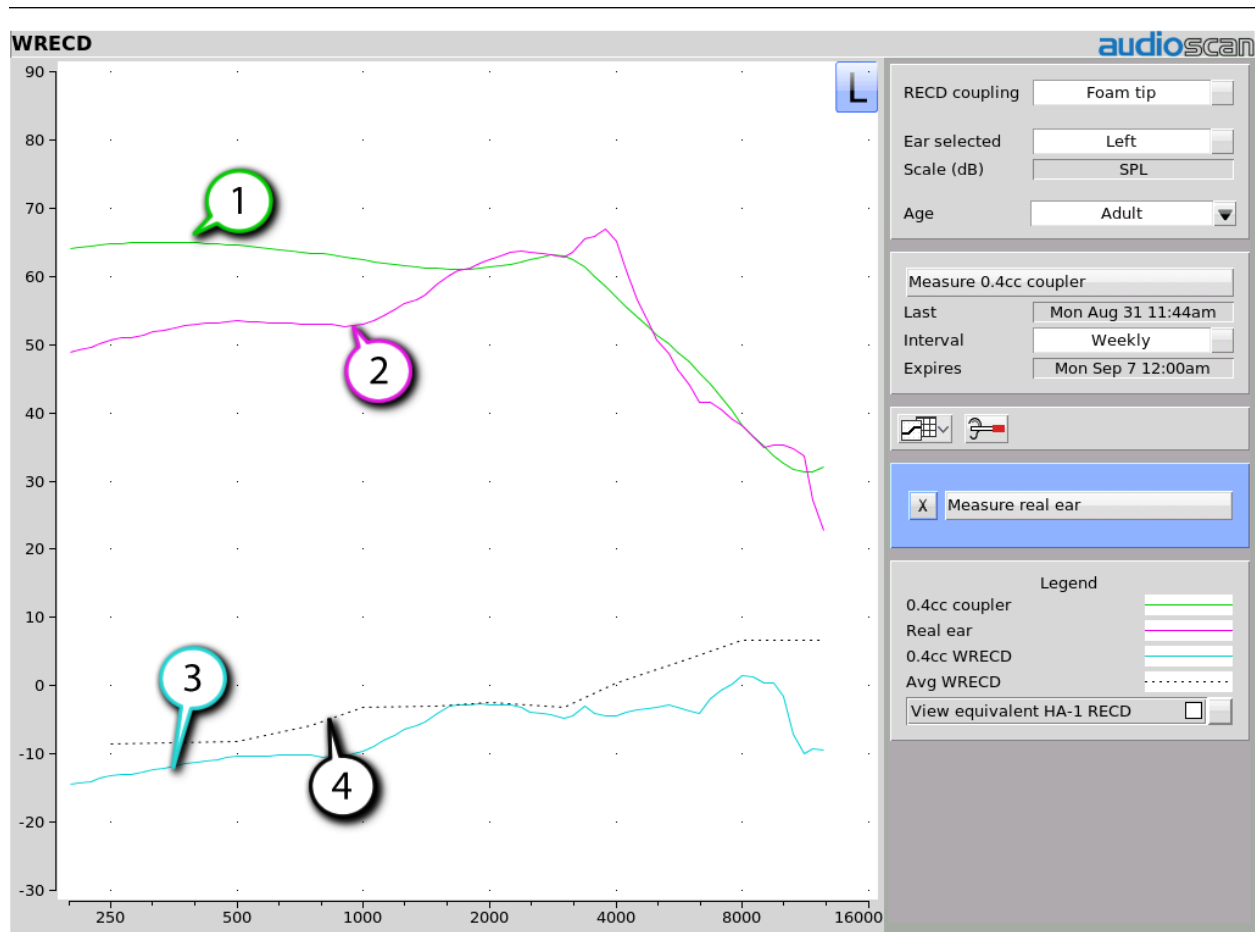 WRECD
audioscan
90
80
70
60
50
40
30
20
10
0
-10
-20
-30
250 500 1000 2000 4000 8000 16000
L
1
2
3
4
RECD coupling Foam tip
Ear selected Left
Scale (dB) SPL
Age Adult
Measure 0.4cc coupler
Last Mon Aug 31 11:44am
Interval Weekly
Expires Mon Sep 7 12:00am
X Measure real ear
Legend
0.4cc coupler
Real ear
0.4cc WRECD
Avg WRECD
View equivalent HA-1 RECD